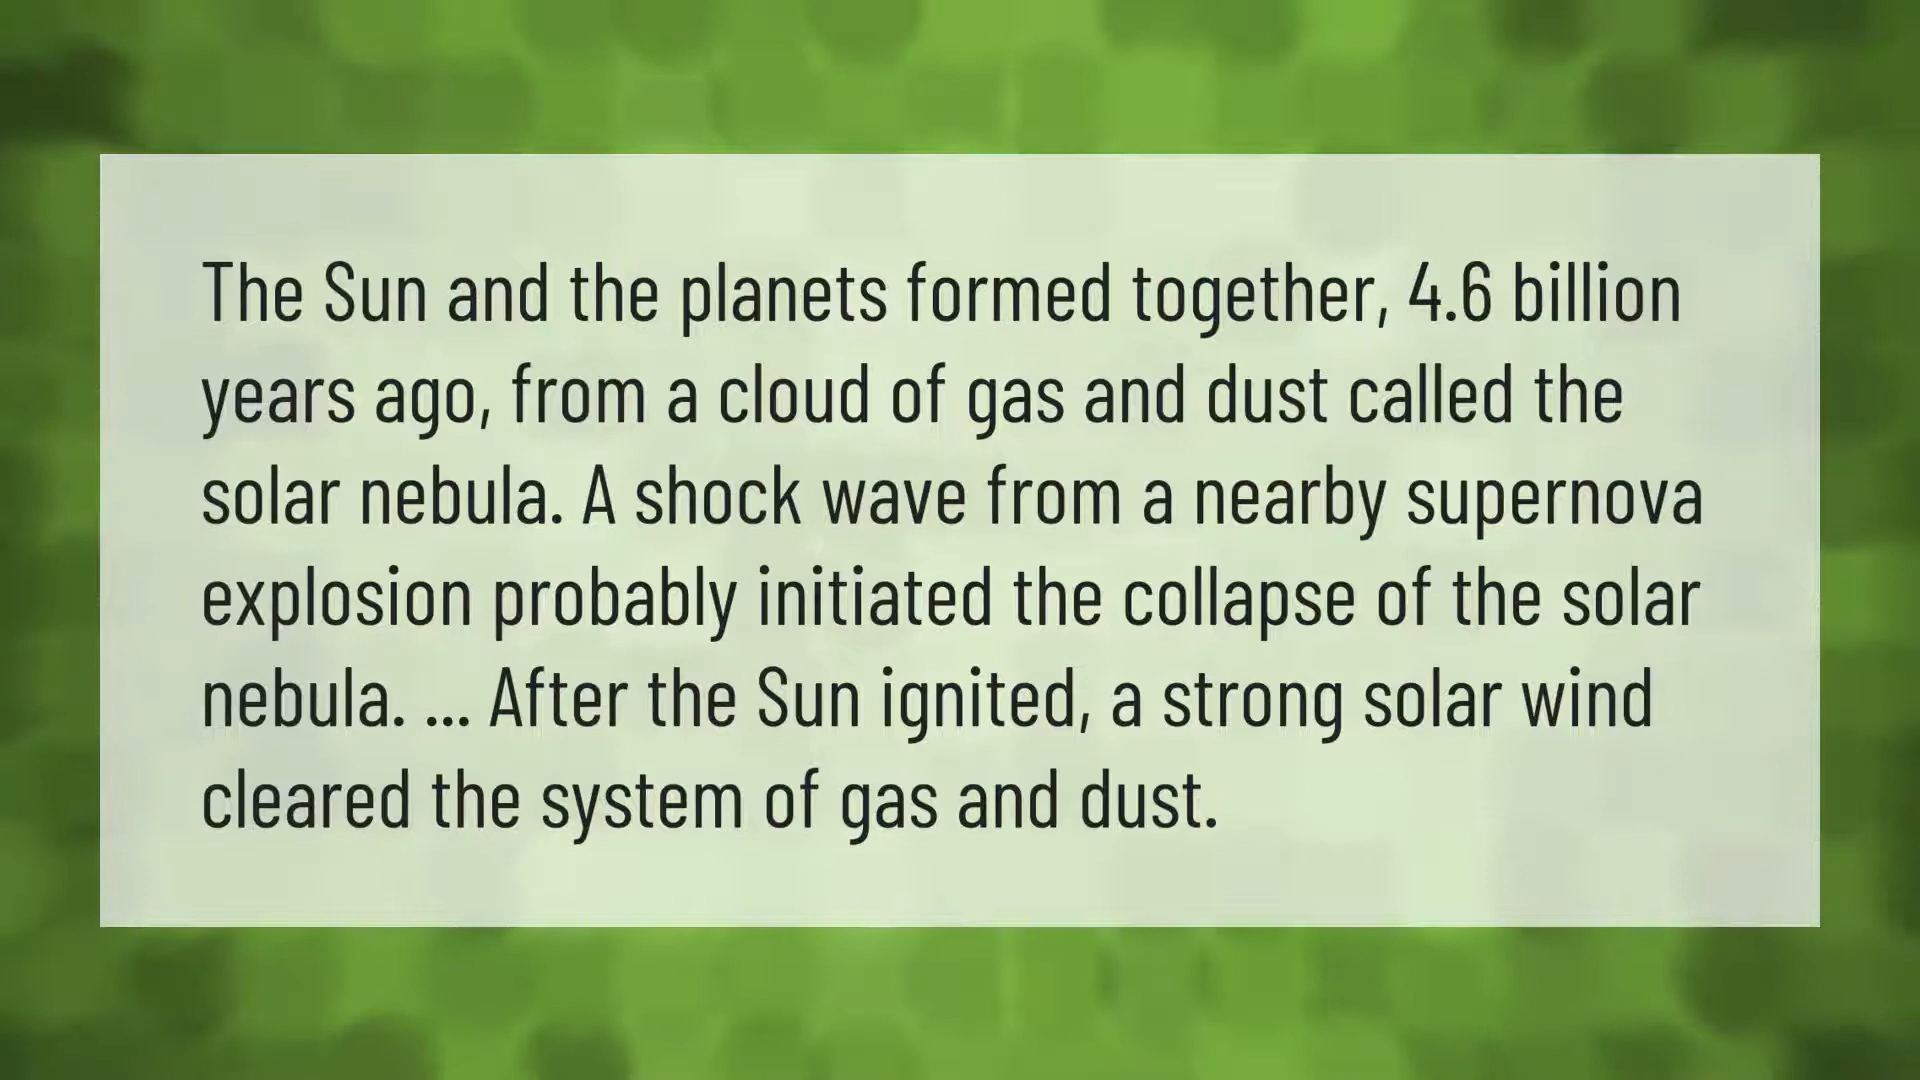 The Sun and the planets formed together, 4.6 billion
years ago, from a cloud of gas and dust called the
solar nebula. A shock wave from a nearby supernova
explosion probably initiated the collapse of the solar
nebula. ... After the Sun ignited, a strong solar wind
cleared the system of gas and dust.